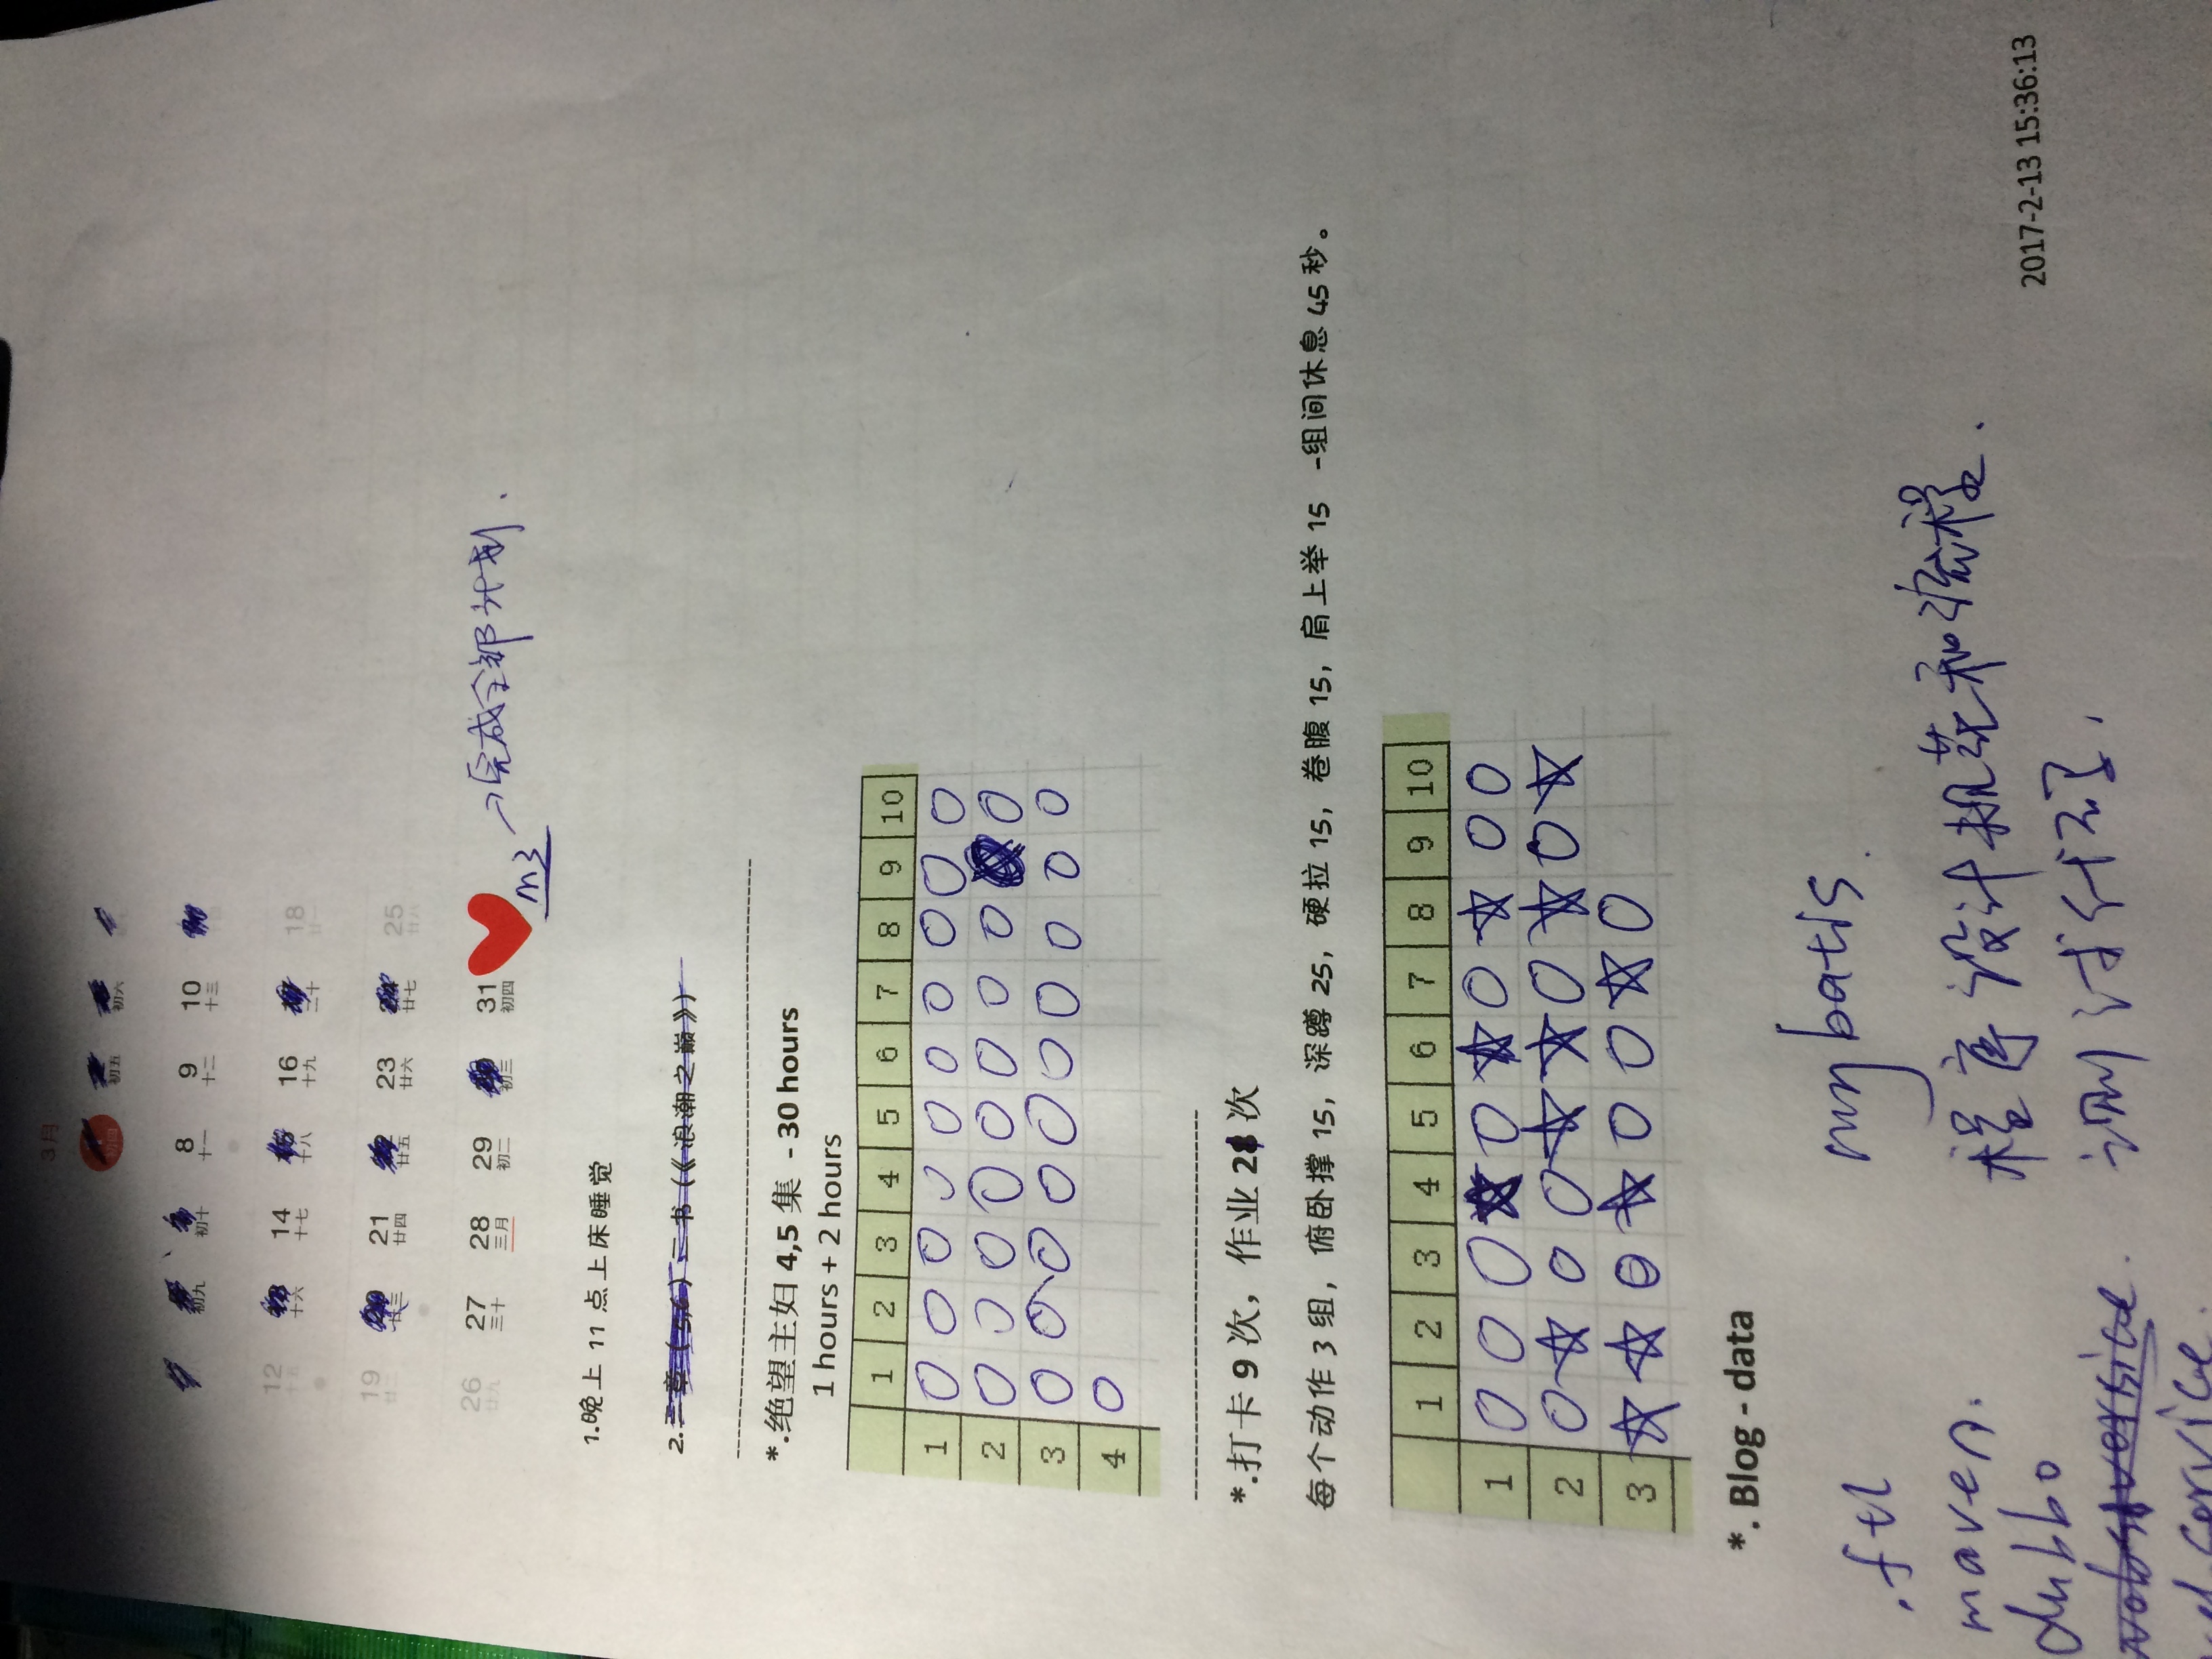 3月
初五 初六
初九 初十 8 十一 9 十二 10 十三
12 十五 十六 14 十七 十八 16 十九 二十 18 廿一
19 廿二 廿三 21 廿四 廿五 23 廿六 廿七 25 廿八
26 廿九 27 三十 28 三月 29 初二 初三 31 初四
m3 → 完成全部计划.
1.晚上 11 点上床睡觉
2.二章（5,6）二书（《浪潮之巅》）
*.绝望主妇 4,5 集 - 30 hours
1 hours + 2 hours
1 2 3 4 5 6 7 8 9 10
1
2
3
4
*.打卡 9 次，作业 2 次
每个动作 3 组，俯卧撑 15，深蹲 25，硬拉 15，卷腹 15，肩上举 15 -组间休息 45 秒。
1 2 3 4 5 6 7 8 9 10
1
2
3
*. Blog - data
.ftl mybatis.
maven. 程序设计规范和流程.
dubbo 调试
2017-2-13 15:36:13